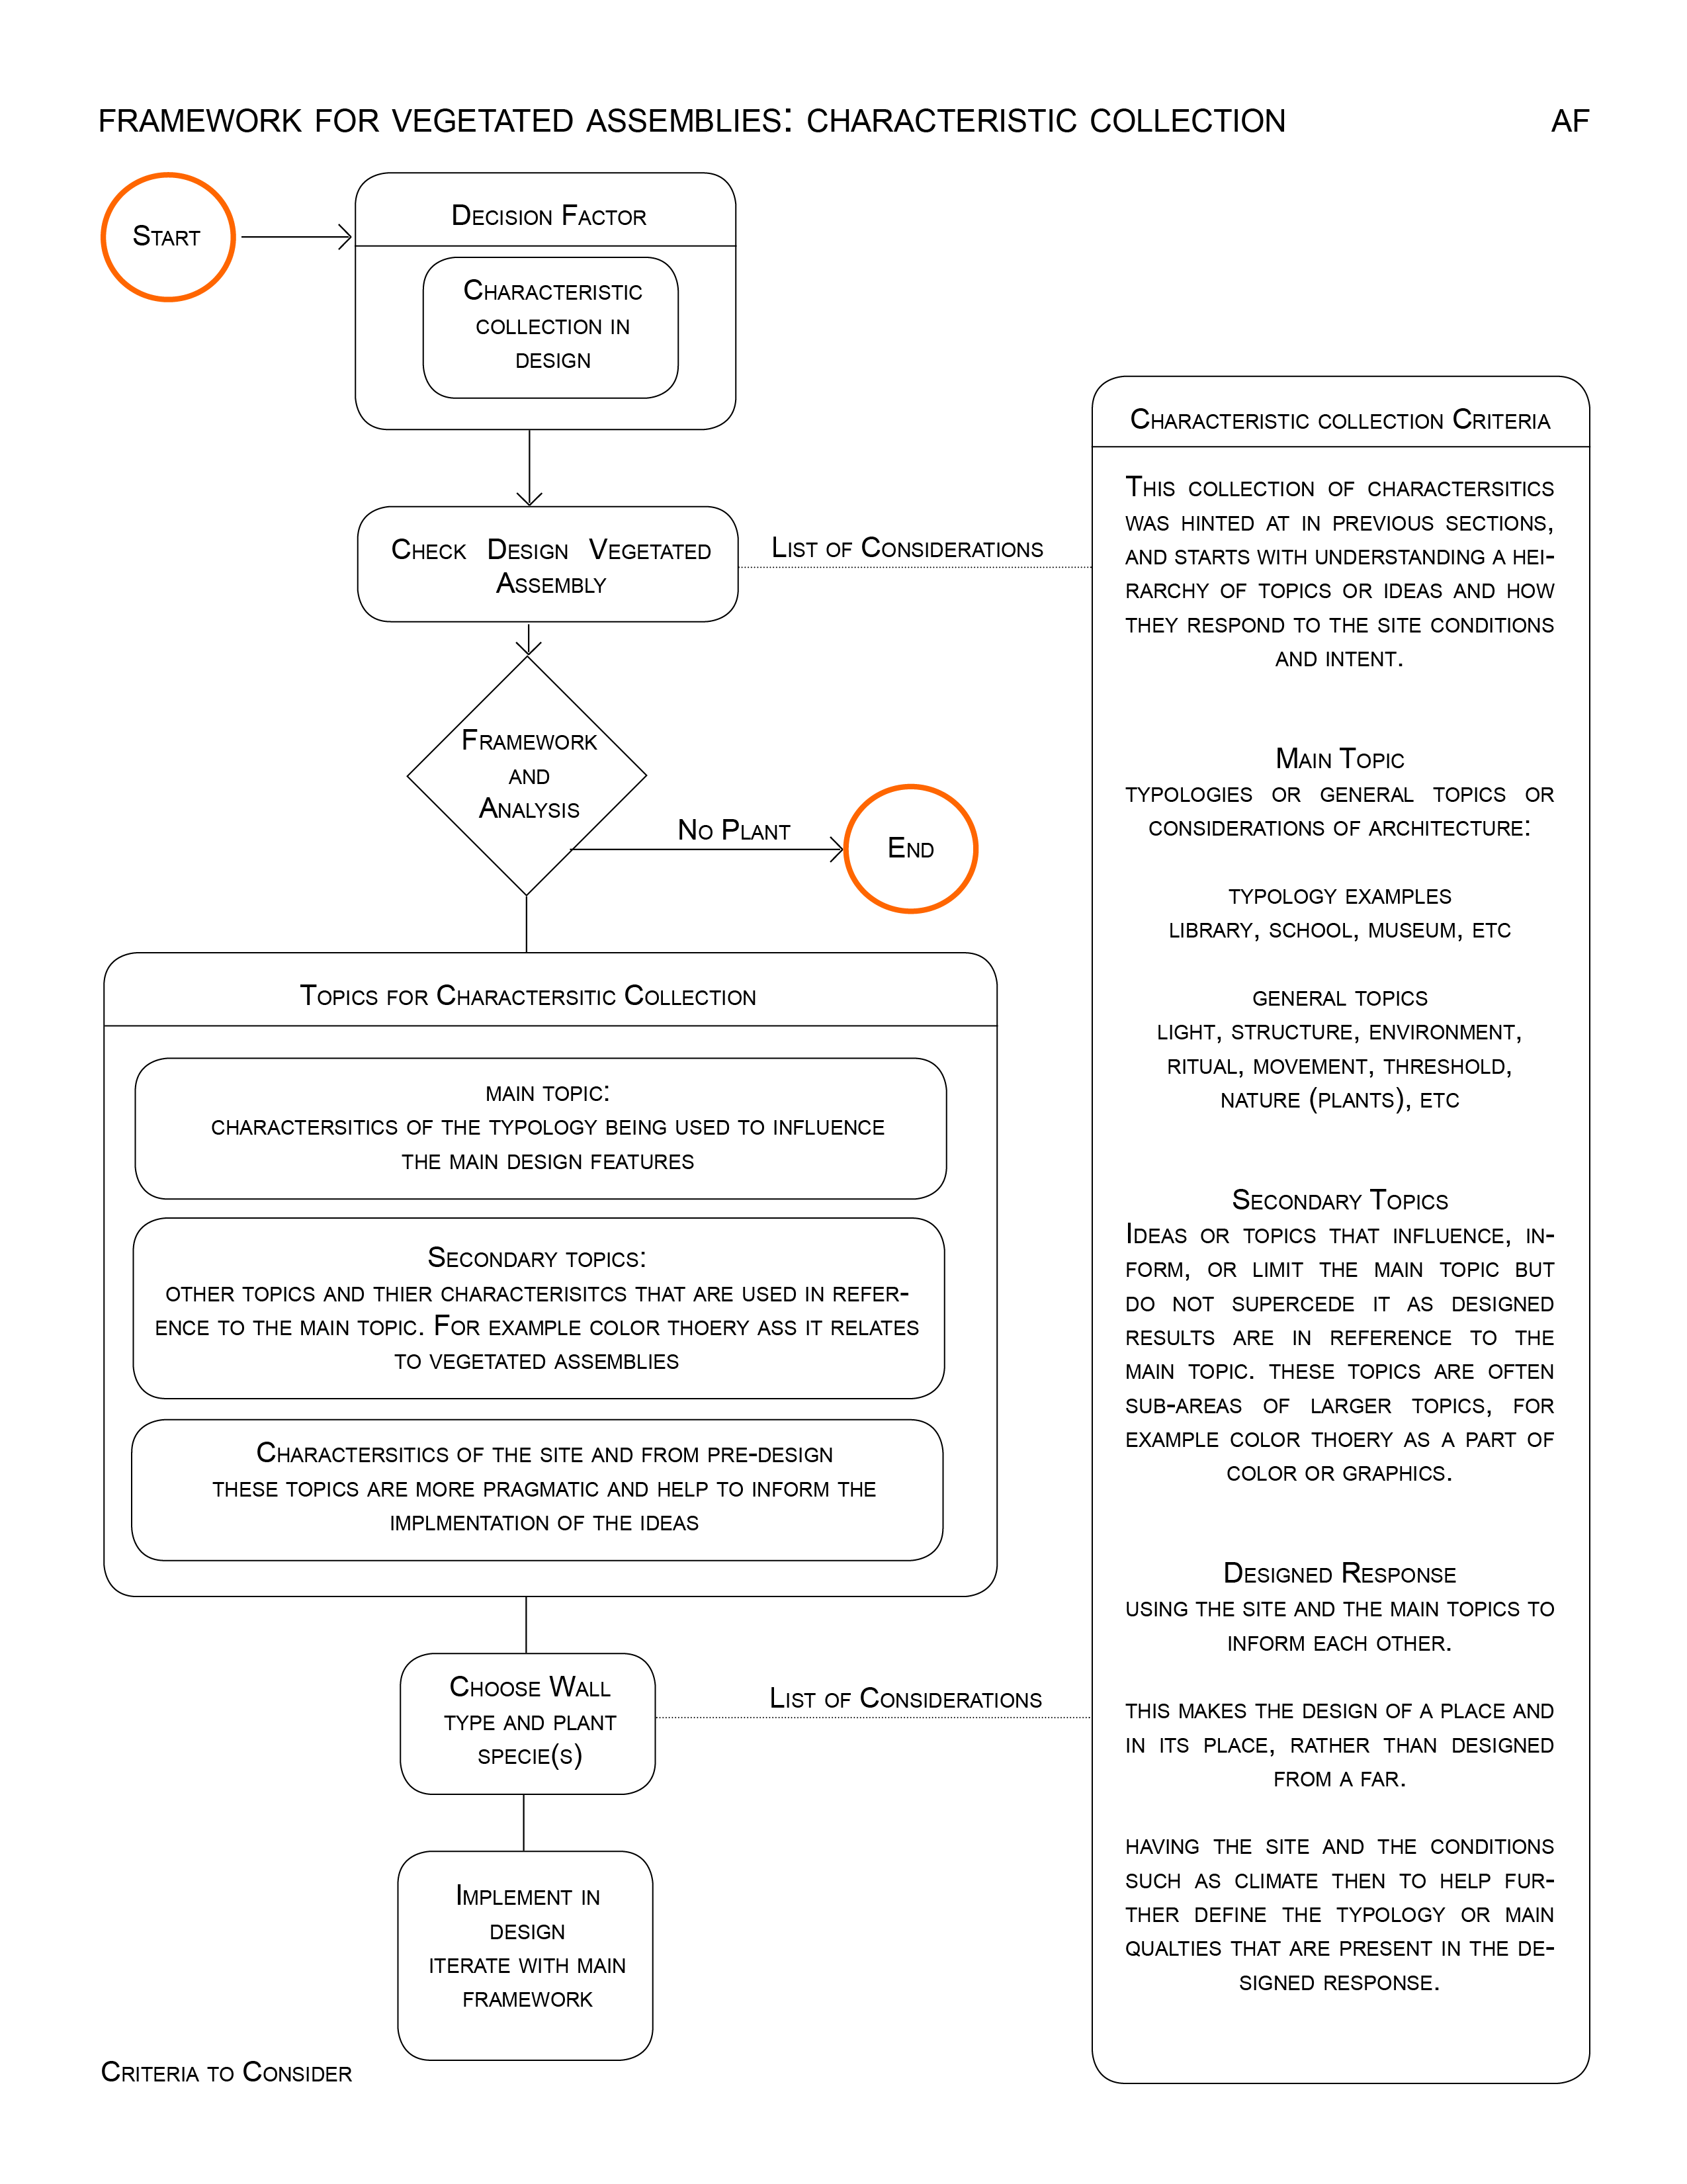 FRAMEWORK FOR VEGETATED ASSEMBLIES: CHARACTERISTIC COLLECTION
AF
START
DECISION FACTOR
CHARACTERISTIC
COLLECTION IN
DESIGN
CHECK DESIGN VEGETATED
ASSEMBLY
LIST OF CONSIDERATIONS
FRAMEWORK
AND
ANALYSIS
NO PLANT
END
TOPICS FOR CHARACTERSITIC COLLECTION
MAIN TOPIC:
CHARACTERSITICS OF THE TYPOLOGY BEING USED TO INFLUENCE
THE MAIN DESIGN FEATURES
SECONDARY TOPICS:
OTHER TOPICS AND THIER CHARACTERISITCS THAT ARE USED IN REFER-
ENCE TO THE MAIN TOPIC. FOR EXAMPLE COLOR THOERY ASS IT RELATES
TO VEGETATED ASSEMBLIES
CHARACTERSITICS OF THE SITE AND FROM PRE-DESIGN
THESE TOPICS ARE MORE PRAGMATIC AND HELP TO INFORM THE
IMPLMENTATION OF THE IDEAS
CHOOSE WALL
TYPE AND PLANT
SPECIE(S)
LIST OF CONSIDERATIONS
IMPLEMENT IN
DESIGN
ITERATE WITH MAIN
FRAMEWORK
CRITERIA TO CONSIDER
CHARACTERISTIC COLLECTION CRITERIA
THIS COLLECTION OF CHARACTERSITICS
WAS HINTED AT IN PREVIOUS SECTIONS,
AND STARTS WITH UNDERSTANDING A HEI-
RARCHY OF TOPICS OR IDEAS AND HOW
THEY RESPOND TO THE SITE CONDITIONS
AND INTENT.
MAIN TOPIC
TYPOLOGIES OR GENERAL TOPICS OR
CONSIDERATIONS OF ARCHITECTURE:
TYPOLOGY EXAMPLES
LIBRARY, SCHOOL, MUSEUM, ETC
GENERAL TOPICS
LIGHT, STRUCTURE, ENVIRONMENT,
RITUAL, MOVEMENT, THRESHOLD,
NATURE (PLANTS), ETC
SECONDARY TOPICS
IDEAS OR TOPICS THAT INFLUENCE, IN-
FORM, OR LIMIT THE MAIN TOPIC BUT
DO NOT SUPERCEDE IT AS DESIGNED
RESULTS ARE IN REFERENCE TO THE
MAIN TOPIC. THESE TOPICS ARE OFTEN
SUB-AREAS OF LARGER TOPICS, FOR
EXAMPLE COLOR THOERY AS A PART OF
COLOR OR GRAPHICS.
DESIGNED RESPONSE
USING THE SITE AND THE MAIN TOPICS TO
INFORM EACH OTHER.
THIS MAKES THE DESIGN OF A PLACE AND
IN ITS PLACE, RATHER THAN DESIGNED
FROM A FAR.
HAVING THE SITE AND THE CONDITIONS
SUCH AS CLIMATE THEN TO HELP FUR-
THER DEFINE THE TYPOLOGY OR MAIN
QUALTIES THAT ARE PRESENT IN THE DE-
SIGNED RESPONSE.